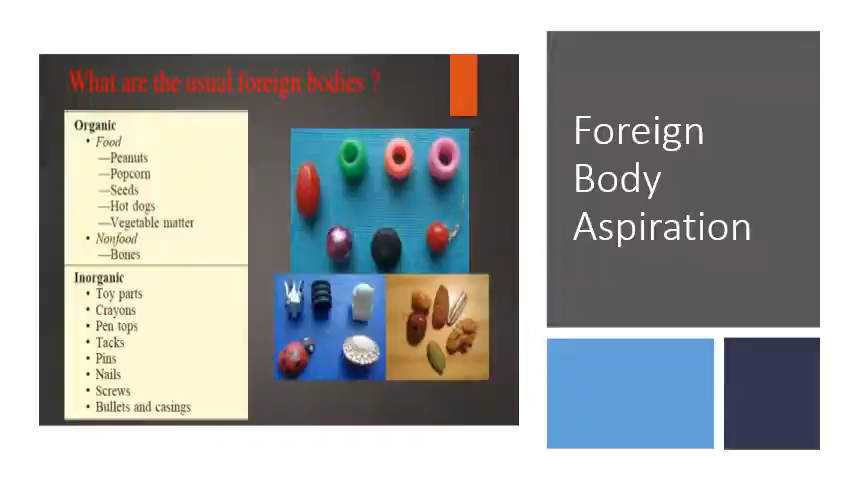 What are the usual foreign bodies ?
Organic
• Food
—Peanuts
—Popcorn
—Seeds
—Hot dogs
—Vegetable matter
• Nonfood
—Bones
Inorganic
• Toy parts
• Crayons
• Pen tops
• Tacks
• Pins
• Nails
• Screws
• Bullets and casings
Foreign
Body
Aspiration